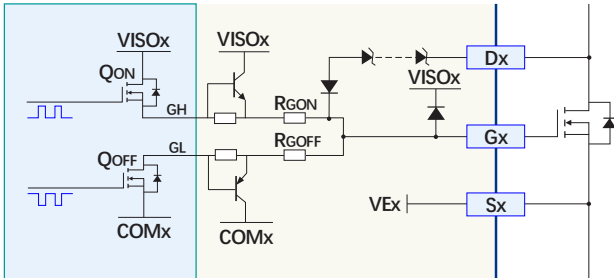 VISOx
VISOx
QON
Dx
VISOx
GH
RGON
Gx
GL
RGOFF
QOFF
VEx
Sx
COMx
COMx